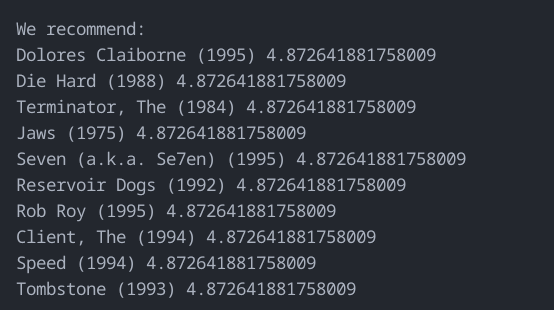 We recommend:
Dolores Claiborne (1995) 4.872641881758009
Die Hard (1988) 4.872641881758009
Terminator, The (1984) 4.872641881758009
Jaws (1975) 4.872641881758009
Seven (a.k.a. Se7en) (1995) 4.872641881758009
Reservoir Dogs (1992) 4.872641881758009
Rob Roy (1995) 4.872641881758009
Client, The (1994) 4.872641881758009
Speed (1994) 4.872641881758009
Tombstone (1993) 4.872641881758009